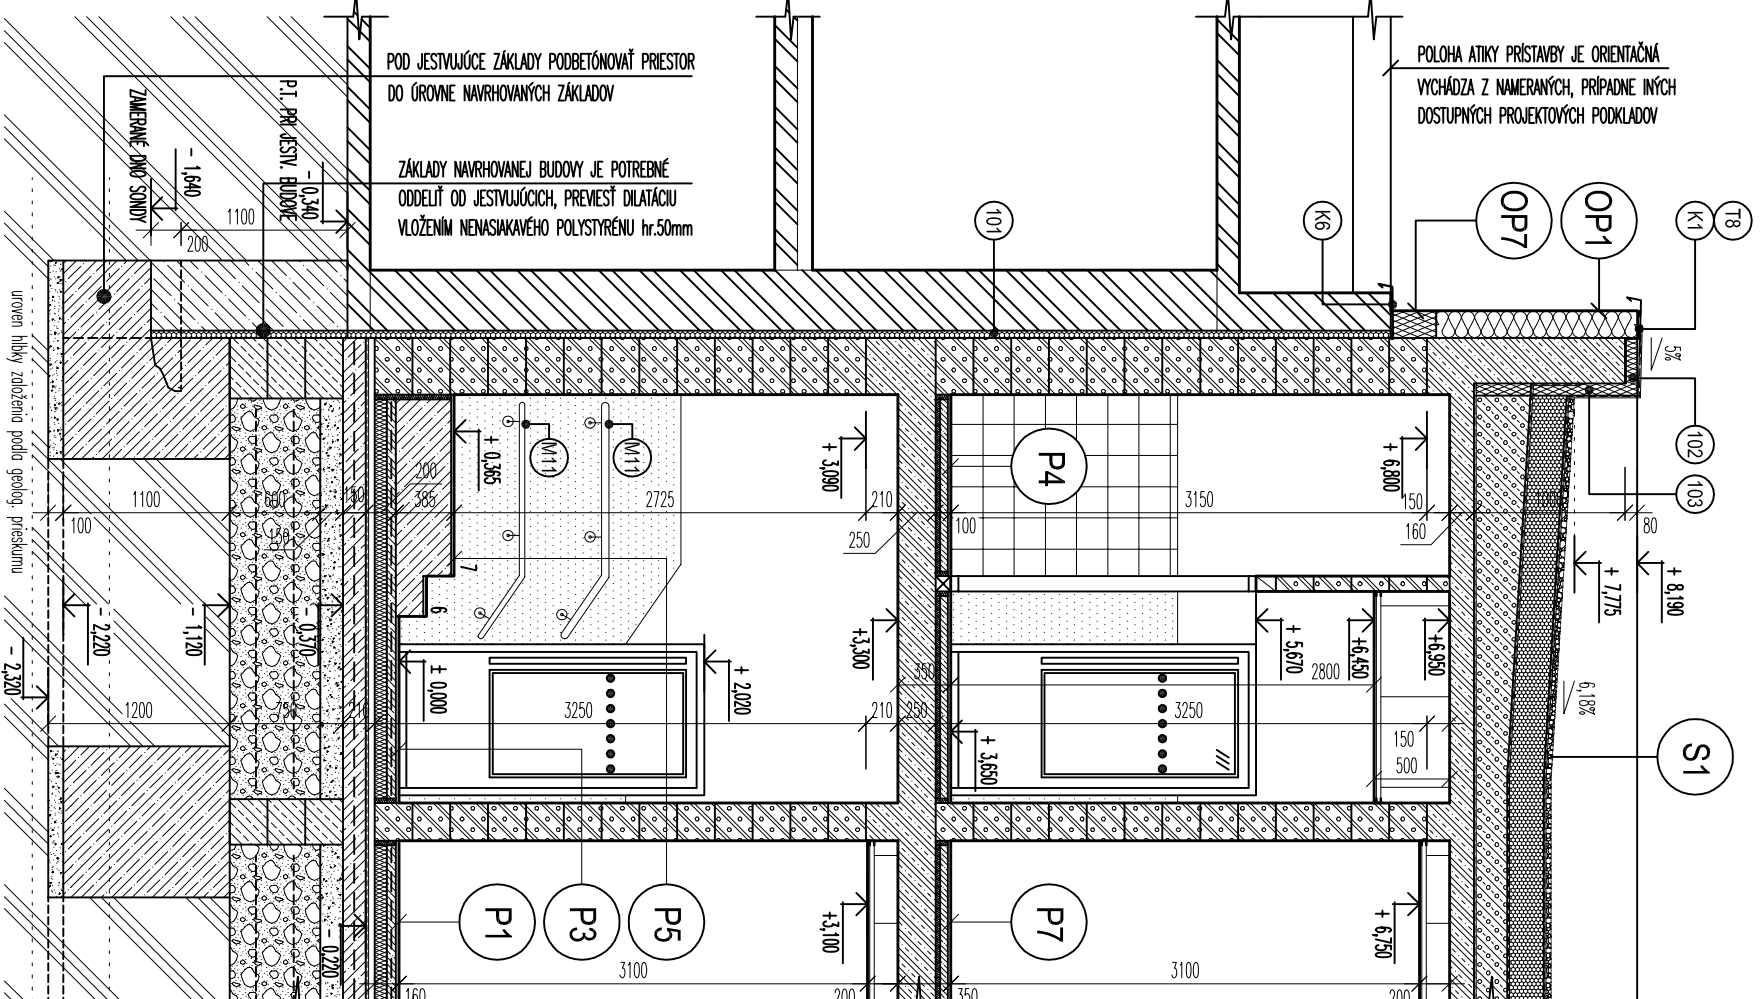 POD JESTVUJÚCE ZÁKLADY PODBETÓNOVAŤ PRIESTOR
DO ÚROVNE NAVRHOVANÝCH ZÁKLADOV
ZÁKLADY NAVRHOVANEJ BUDOVY JE POTREBNÉ
ODDELIŤ OD JESTVUJÚCICH, PREVIESŤ DILATÁCIU
VLOŽENÍM NENASIAKAVÉHO POLYSTYRÉNU hr.50mm
POLOHA ATIKY PRÍSTAVBY JE ORIENTAČNÁ
VYCHÁDZA Z NAMERANÝCH, PRÍPADNE INÝCH
DOSTUPNÝCH PROJEKTOVÝCH PODKLADOV
ZAMERANÉ DNO SONDY
- 1,640
P.T. PRI JESTV. BUDOVE
- 0,340
1100
200
101
K6
OP7
OP1
K1
T8
5%
102
103
uroven hlbky založenia podla geolog. prieskumu
M11
M11
+ 0,365
+ 3,090
P4
+ 6,800
1100
100
600
150
150
200
385
2725
210
250
100
3150
150
160
1000
80
7
6
- 2,320
- 2,220
- 1,120
- 0,370
± 0,000
+ 2,020
+3,300
+ 5,670
+6,450
+6,950
+ 7,775
+ 8,190
6,18%
350
2800
1200
750
210
3250
210
250
3250
+ 3,650
150
500
S1
P1
P3
P5
P7
- 0,220
+3,100
+ 6,750
3100
3100
160
200
350
200